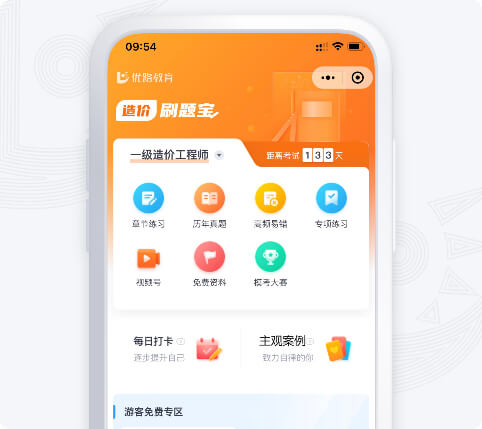 09:54
优路教育
造价 刷题宝
一级造价工程师
距离考试 133 天
章节练习 历年真题 高频易错 专项练习
视频号 免费资料 模考大赛
每日打卡 主观案例
逐步提升自己 致力自律的你
游客免费专区